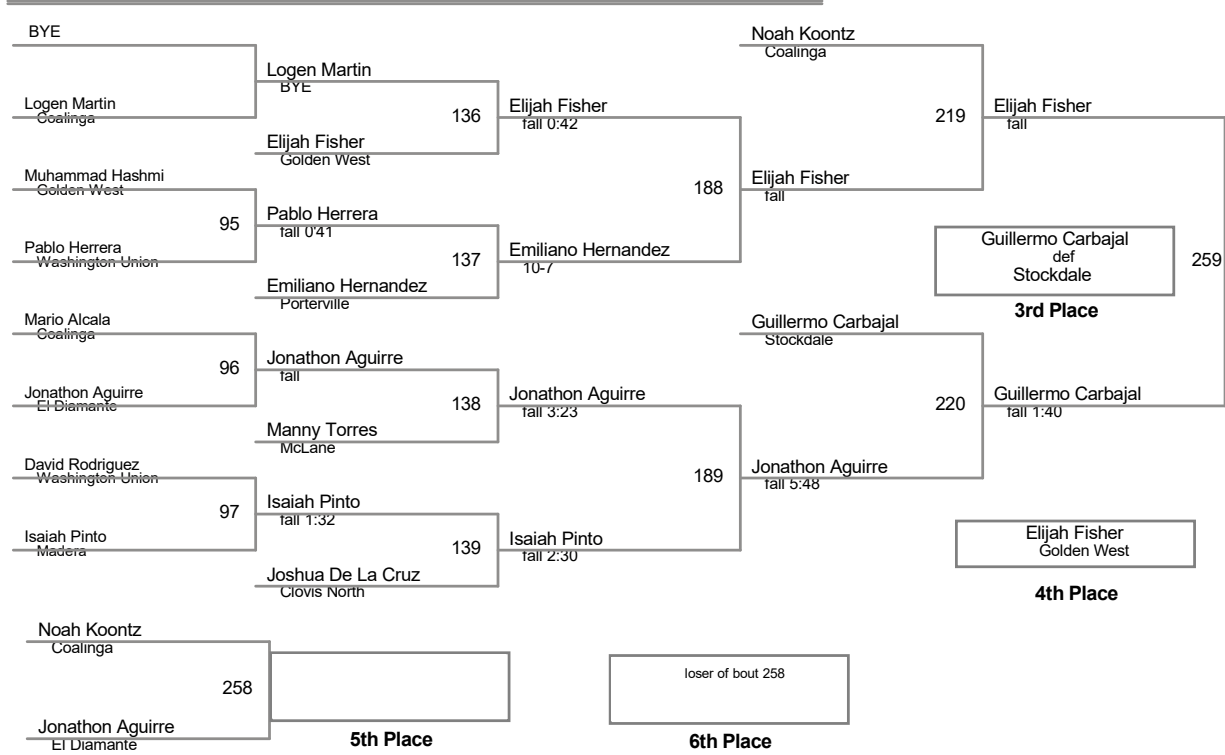 BYE
Logen Martin
Coalinga
Muhammad Hashmi
Golden West
95
Pablo Herrera
Washington Union
Mario Alcala
Coalinga
96
Jonathon Aguirre
El Diamante
David Rodriguez
Washington Union
97
Isaiah Pinto
Madera
Logen Martin
BYE
136
Elijah Fisher
Golden West
Pablo Herrera
fall 0'41
137
Emiliano Hernandez
Porterville
Jonathon Aguirre
fall
138
Manny Torres
McLane
Isaiah Pinto
fall 1:32
139
Joshua De La Cruz
Clovis North
Elijah Fisher
fall 0:42
188
Emiliano Hernandez
10-7
Jonathon Aguirre
fall 3:23
189
Isaiah Pinto
fall 2:30
Noah Koontz
Coalinga
219
Elijah Fisher
fall
Guillermo Carbajal
Stockdale
220
Jonathon Aguirre
fall 5:48
Elijah Fisher
fall
259
Guillermo Carbajal
fall 1:40
Guillermo Carbajal
def
Stockdale
3rd Place
Elijah Fisher
Golden West
4th Place
Noah Koontz
Coalinga
258
Jonathon Aguirre
El Diamante
5th Place
loser of bout 258
6th Place